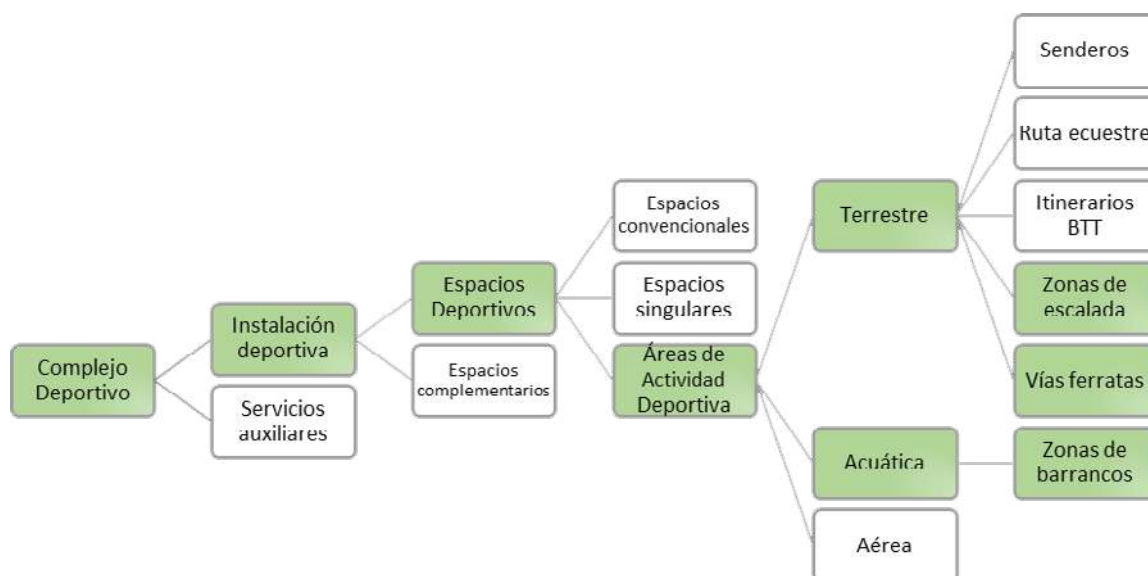 Complejo
Deportivo
Instalación
deportiva
Servicios
auxiliares
Espacios
Deportivos
Espacios
complementarios
Espacios
convencionales
Espacios
singulares
Áreas de
Actividad
Deportiva
Terrestre
Acuática
Aérea
Senderos
Ruta ecuestre
Itinerarios
BTT
Zonas de
escalada
Vías ferratas
Zonas de
barrancos